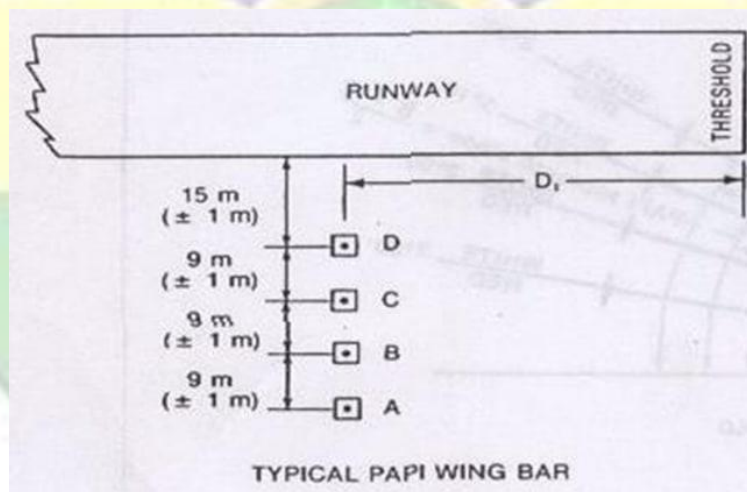 RUNWAY
THRESHOLD
D₁
15 m
(± 1 m)
D
9 m
(± 1 m)
C
9 m
(± 1 m)
B
9 m
(± 1 m)
A
TYPICAL PAPI WING BAR